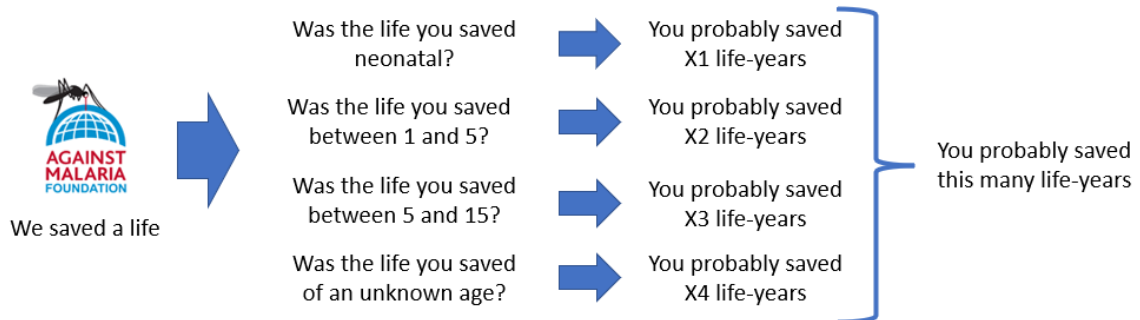 AGAINST
MALARIA
FOUNDATION
We saved a life
Was the life you saved
neonatal?
You probably saved
X1 life-years
Was the life you saved
between 1 and 5?
You probably saved
X2 life-years
Was the life you saved
between 5 and 15?
You probably saved
X3 life-years
Was the life you saved
of an unknown age?
You probably saved
X4 life-years
You probably saved
this many life-years